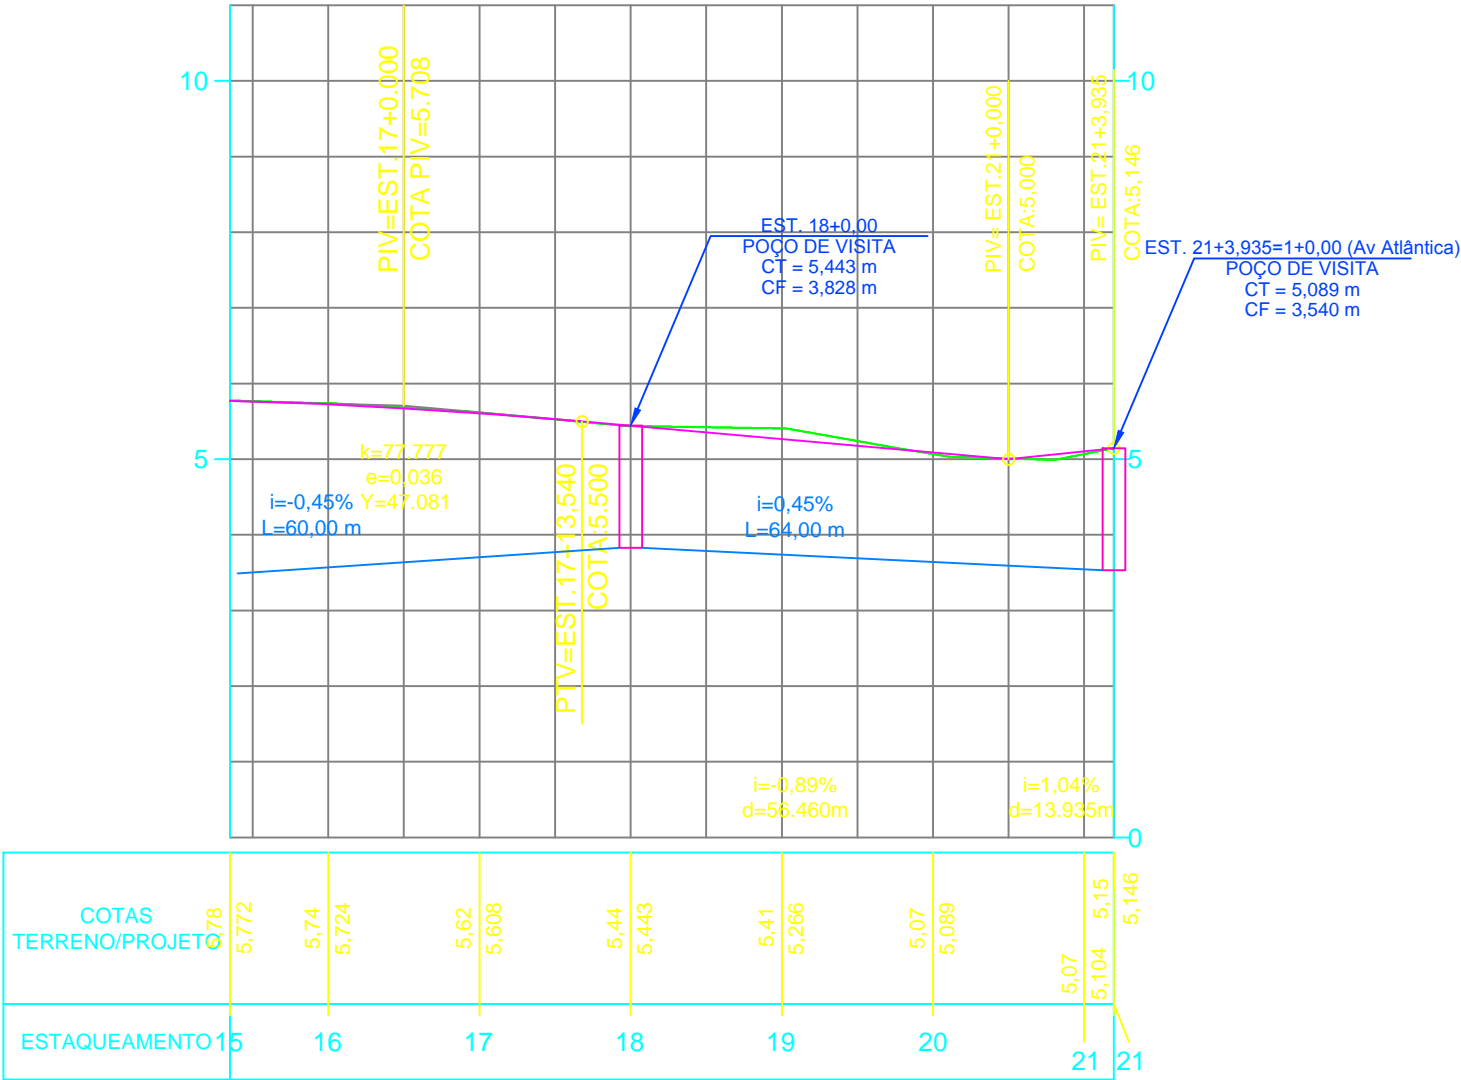 10
10
PIV=EST.17+0.000
COTA PIV=5.708
PIV= EST.21+0,000
COTA:5,000
PIV= EST.21+3,935
COTA:5,146
EST. 18+0,00
POÇO DE VISITA
CT = 5,443 m
CF = 3,828 m
EST. 21+3,935=1+0,00 (Av Atlântica)
POÇO DE VISITA
CT = 5,089 m
CF = 3,540 m
5
5
k=77.777
e=0.036
Y=47.081
i=-0,45%
L=60,00 m
PTV=EST.17+13,540
COTA:5.500
i=0,45%
L=64,00 m
i=-0,89%
d=56.460m
i=1,04%
d=13.935m
0
COTAS
TERRENO/PROJETO
5,78
5,772
5,74
5,724
5,62
5,608
5,44
5,443
5,41
5,266
5,07
5,089
5,07
5,104
5,15
5,146
ESTAQUEAMENTO
15
16
17
18
19
20
21
21